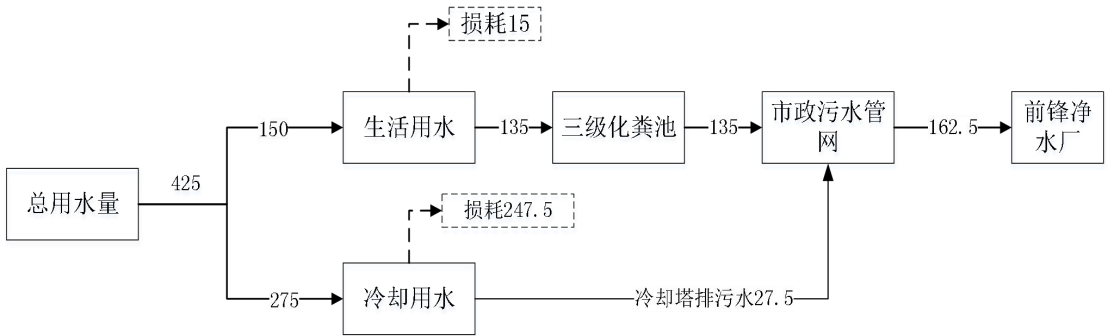 损耗15
150
生活用水
135
三级化粪池
135
市政污水管
网
162.5
前锋净
水厂
总用水量
425
损耗247.5
275
冷却用水
冷却塔排污水27.5